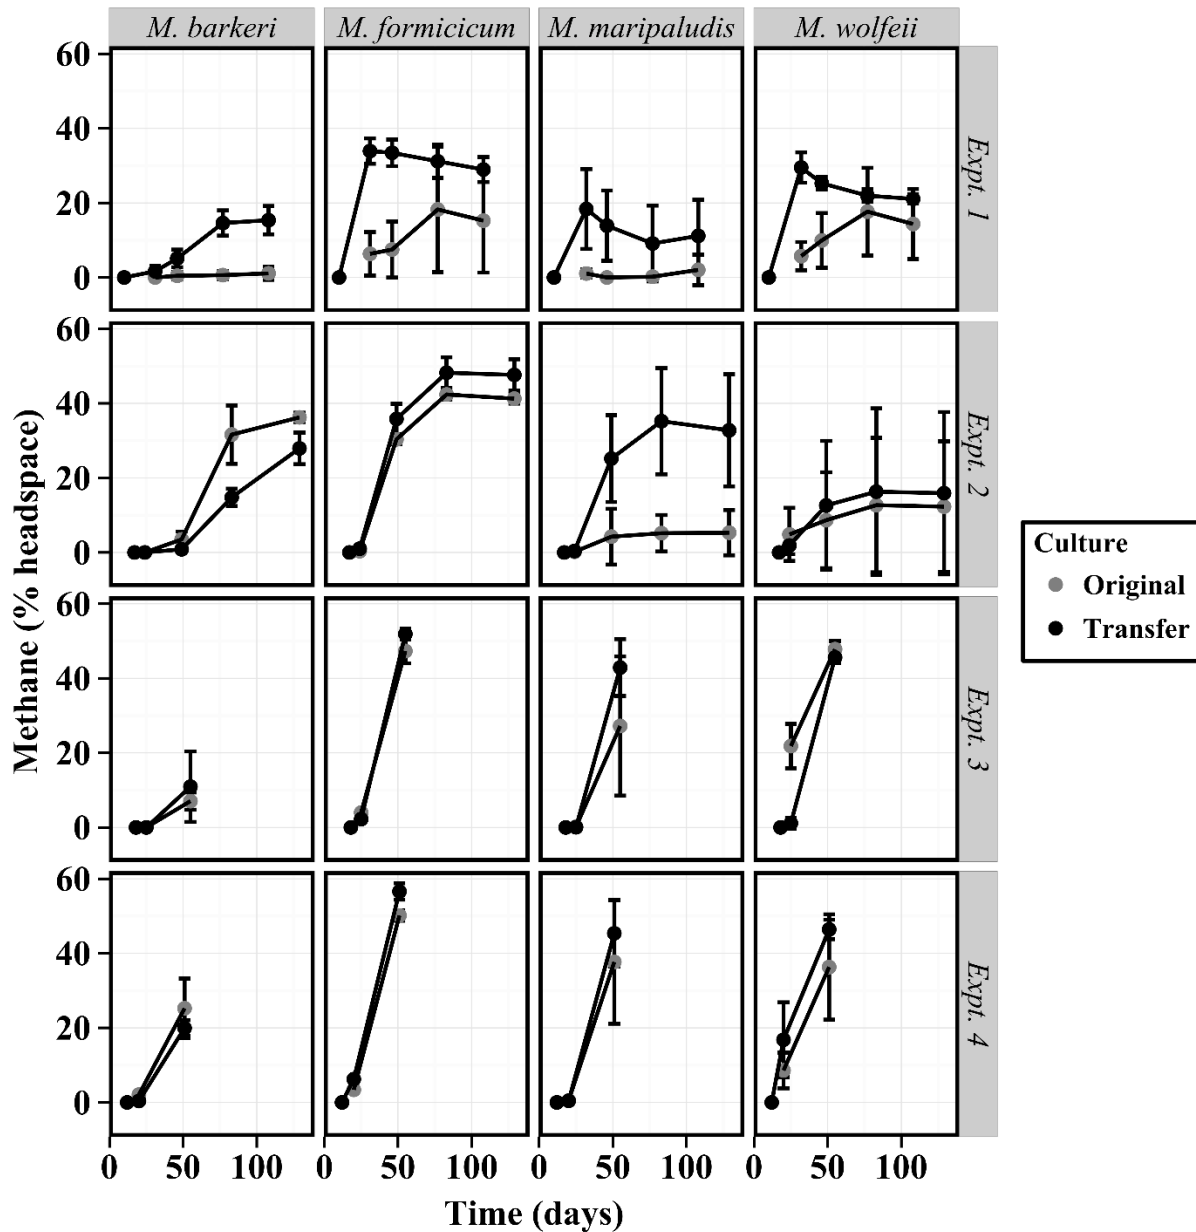 M. barkeri M. formicicum M. maripaludis M. wolfeii
60
40
20
0
Expt. 1
60
40
20
0
Expt. 2
60
40
20
0
Expt. 3
60
40
20
0
Expt. 4
Methane (% headspace)
0 50 100 0 50 100 0 50 100 0 50 100
Time (days)
Culture
Original
Transfer